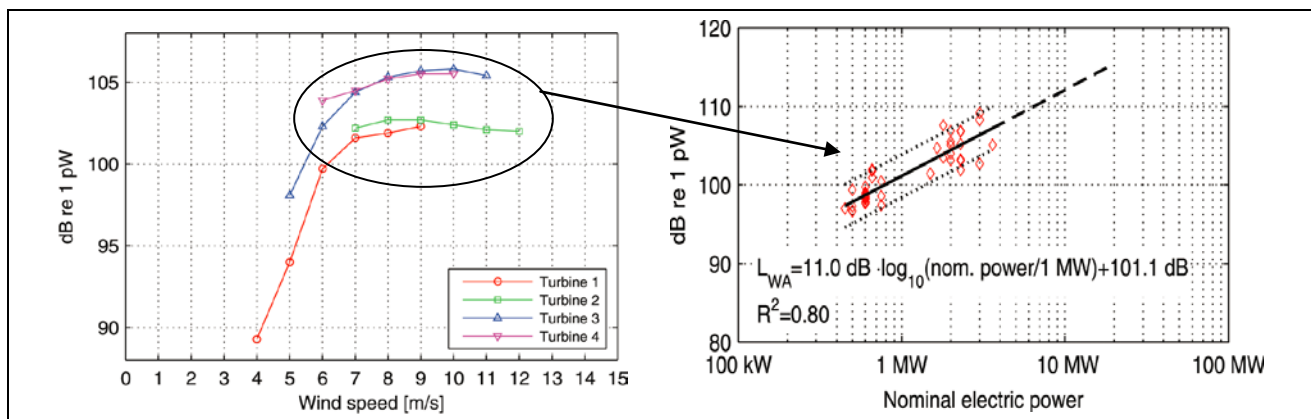 dB re 1 pW
105
100
95
90
0 1 2 3 4 5 6 7 8 9 10 11 12 13 14 15
Wind speed [m/s]
Turbine 1
Turbine 2
Turbine 3
Turbine 4
dB re 1 pW
120
110
100
90
80
L_WA=11.0 dB ·log_10(nom. power/1 MW)+101.1 dB
R^2=0.80
100 kW 1 MW 10 MW 100 MW
Nominal electric power